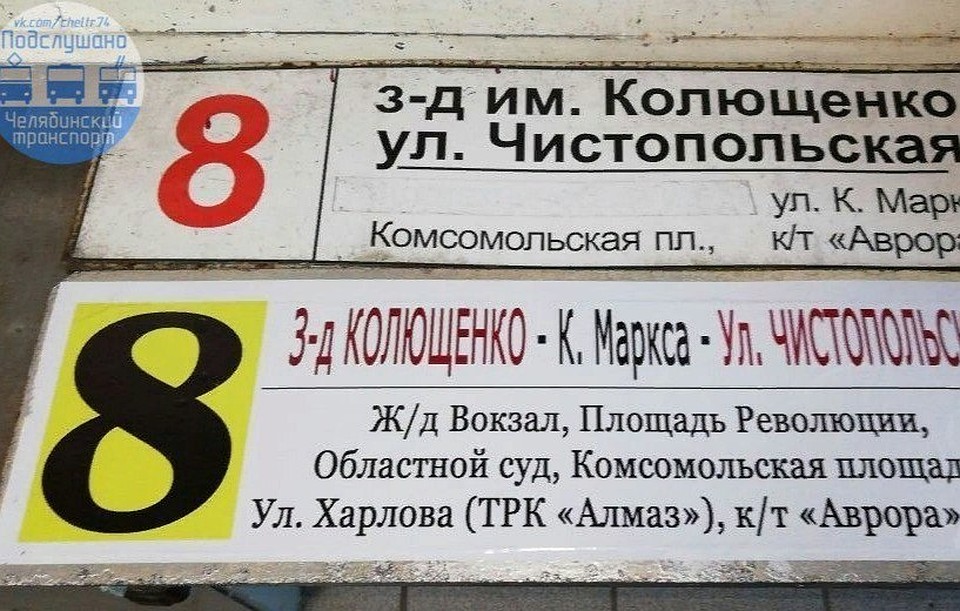 vk.com/cheltr74
Подслушано
Челябинский
транспорт
8
з-д им. Колющенко
ул. Чистопольская
ул. К. Марк
Комсомольская пл., к/т «Аврора
8
З-д КОЛЮЩЕНКО - К. Маркса - Ул. ЧИСТОПОЛЬС
Ж/д Вокзал, Площадь Революции,
Областной суд, Комсомольская площад
Ул. Харлова (ТРК «Алмаз»), к/т «Аврора»